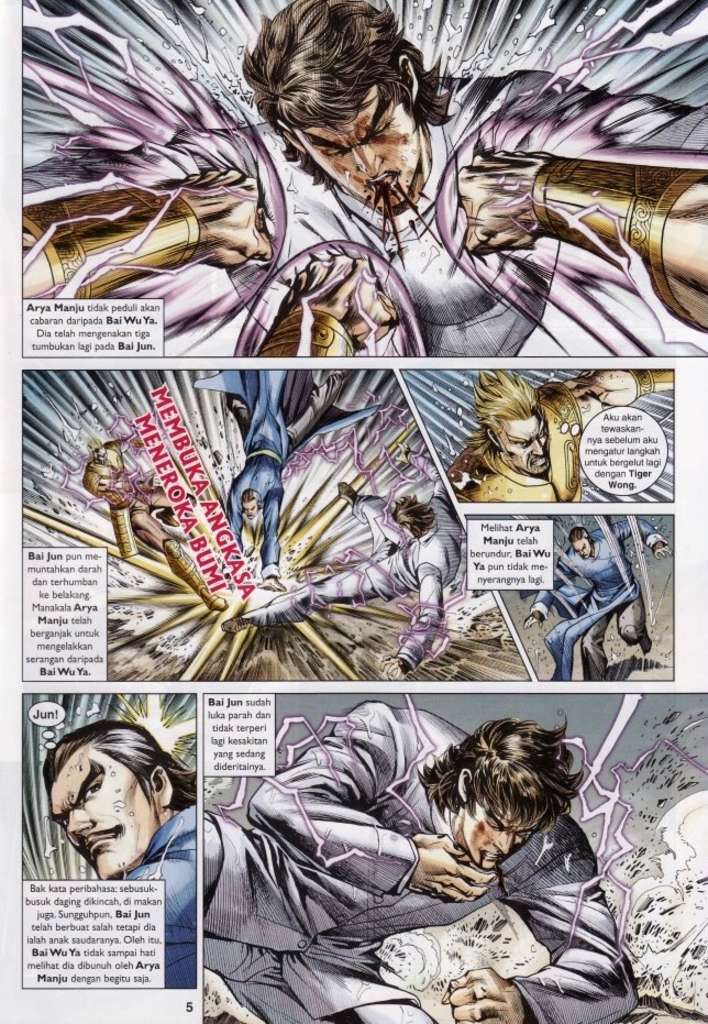 Arya Manju tidak peduli akan
cabaran daripada Bai Wu Ya.
Dia telah mengenakan tiga
tumbukan lagi pada Bai Jun.
MEMBUKA ANGKASA
MENEROKA BUMI
Bai Jun pun me-
muntahkan darah
dan terhumban
ke belakang.
Manakala Arya
Manju telah
berganjak untuk
mengelakkan
serangan daripada
Bai Wu Ya.
Aku akan
tewaskan-
nya sebelum aku
mengatur langkah
untuk bergelut lagi
dengan Tiger
Wong.
Melihat Arya
Manju telah
berundur, Bai Wu
Ya pun tidak me-
nyerangnya lagi.
Jun!
Bak kata peribahasa: sebusuk-
busuk daging dikincah, di makan
juga. Sungguhpun, Bai Jun
telah berbuat salah tetapi dia
ialah anak saudaranya. Oleh itu,
Bai Wu Ya tidak sampai hati
melihat dia dibunuh oleh Arya
Manju dengan begitu saja.
Bai Jun sudah
luka parah dan
tidak terperi
lagi kesakitan
yang sedang
dideritainya.
5